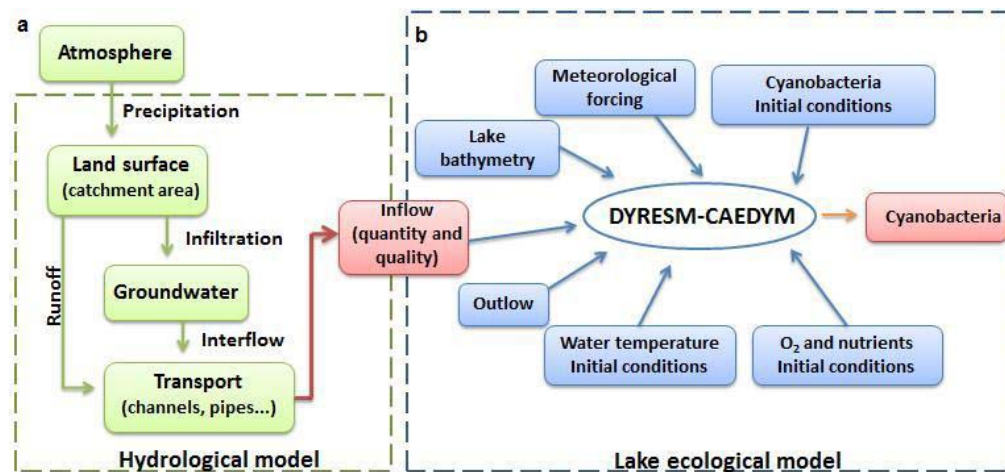 a
Atmosphere
Precipitation
Land surface
(catchment area)
Infiltration
Runoff
Groundwater
Interflow
Transport
(channels, pipes...)
Hydrological model
Inflow
(quantity and
quality)
b
Meteorological
forcing
Cyanobacteria
Initial conditions
Lake
bathymetry
DYRESM-CAEDYM
Cyanobacteria
Outlow
Water temperature
Initial conditions
O₂ and nutrients
Initial conditions
Lake ecological model